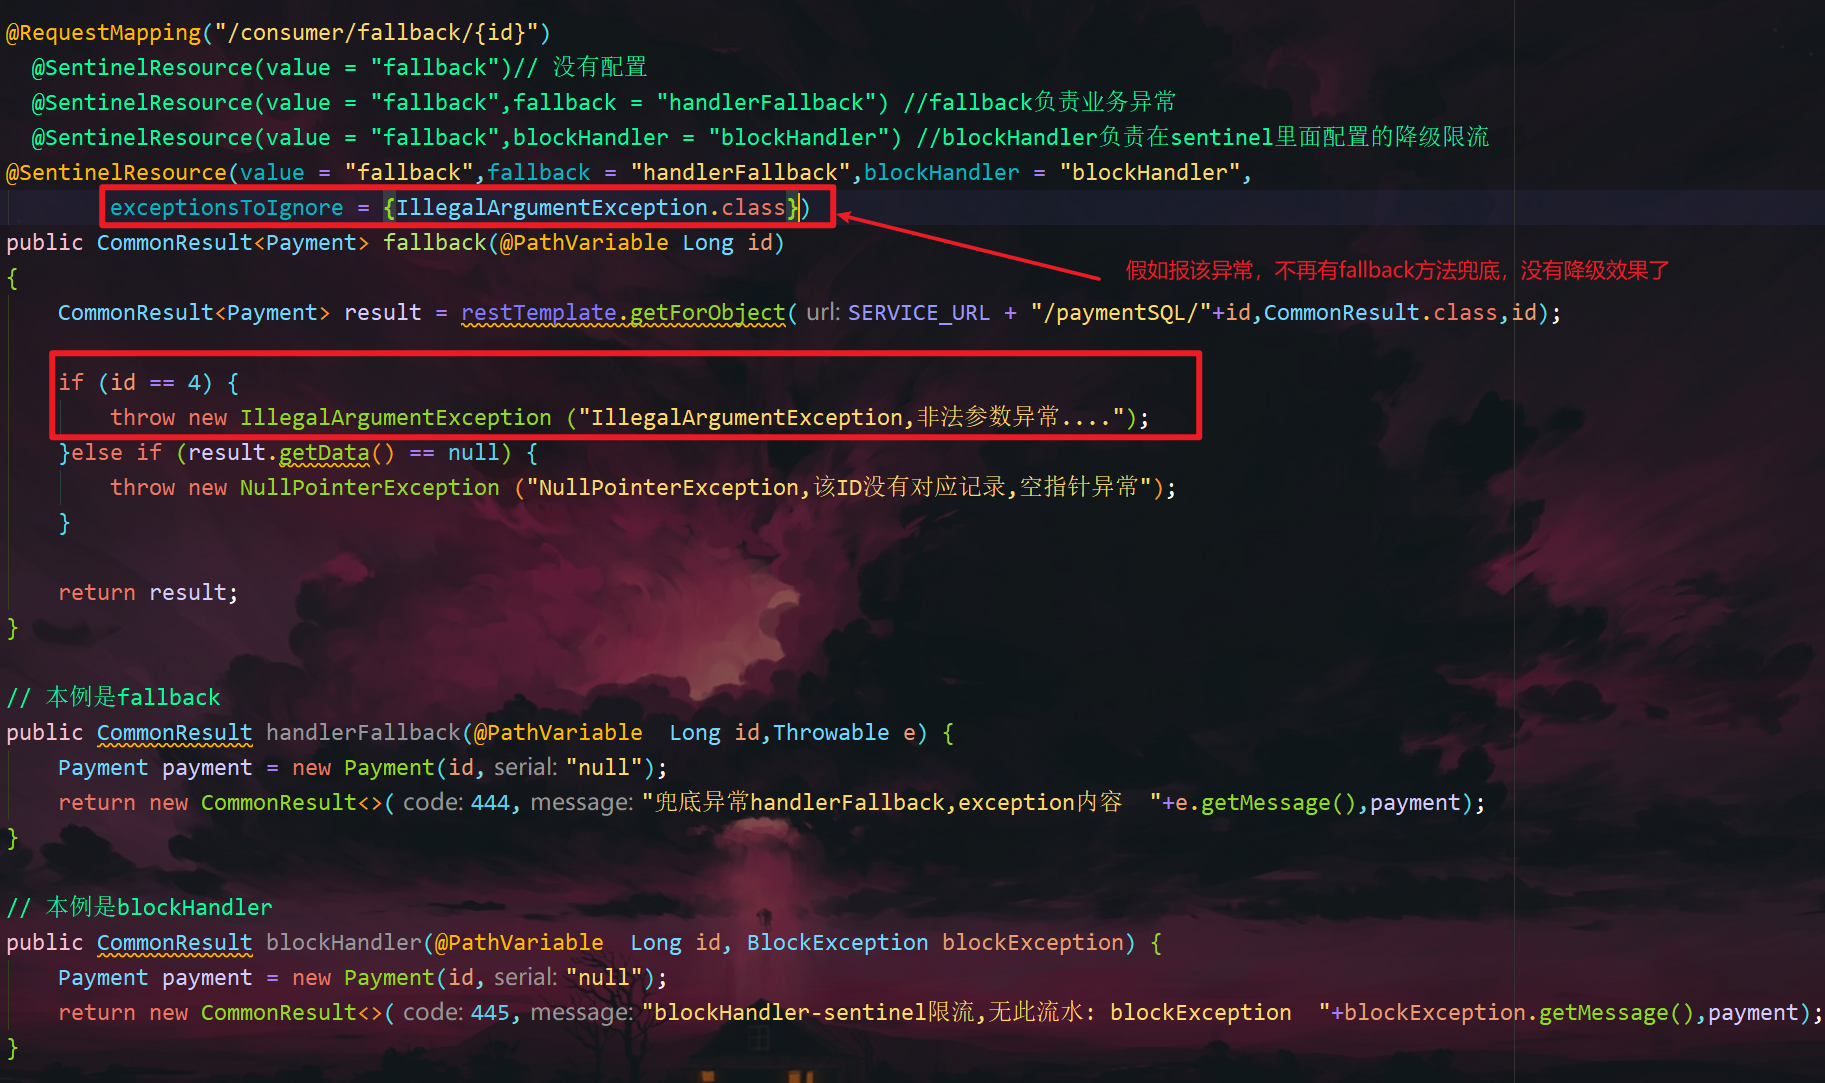 @RequestMapping("/consumer/fallback/{id}")
@SentinelResource(value = "fallback")// 没有配置
@SentinelResource(value = "fallback",fallback = "handlerFallback") //fallback负责业务异常
@SentinelResource(value = "fallback",blockHandler = "blockHandler") //blockHandler负责在sentinel里面配置的降级限流
@SentinelResource(value = "fallback",fallback = "handlerFallback",blockHandler = "blockHandler",
exceptionsToIgnore = {IllegalArgumentException.class})
public CommonResult<Payment> fallback(@PathVariable Long id)
假如报该异常，不再有fallback方法兜底，没有降级效果了
{
CommonResult<Payment> result = restTemplate.getForObject( url: SERVICE_URL + "/paymentSQL/"+id,CommonResult.class,id);
if (id == 4) {
throw new IllegalArgumentException ("IllegalArgumentException,非法参数异常....");
}else if (result.getData() == null) {
throw new NullPointerException ("NullPointerException,该ID没有对应记录,空指针异常");
}
return result;
}
// 本例是fallback
public CommonResult handlerFallback(@PathVariable  Long id,Throwable e) {
Payment payment = new Payment(id, serial: "null");
return new CommonResult<>( code: 444, message: "兜底异常handlerFallback,exception内容  "+e.getMessage(),payment);
}
// 本例是blockHandler
public CommonResult blockHandler(@PathVariable  Long id, BlockException blockException) {
Payment payment = new Payment(id, serial: "null");
return new CommonResult<>( code: 445, message: "blockHandler-sentinel限流,无此流水: blockException  "+blockException.getMessage(),payment);
}